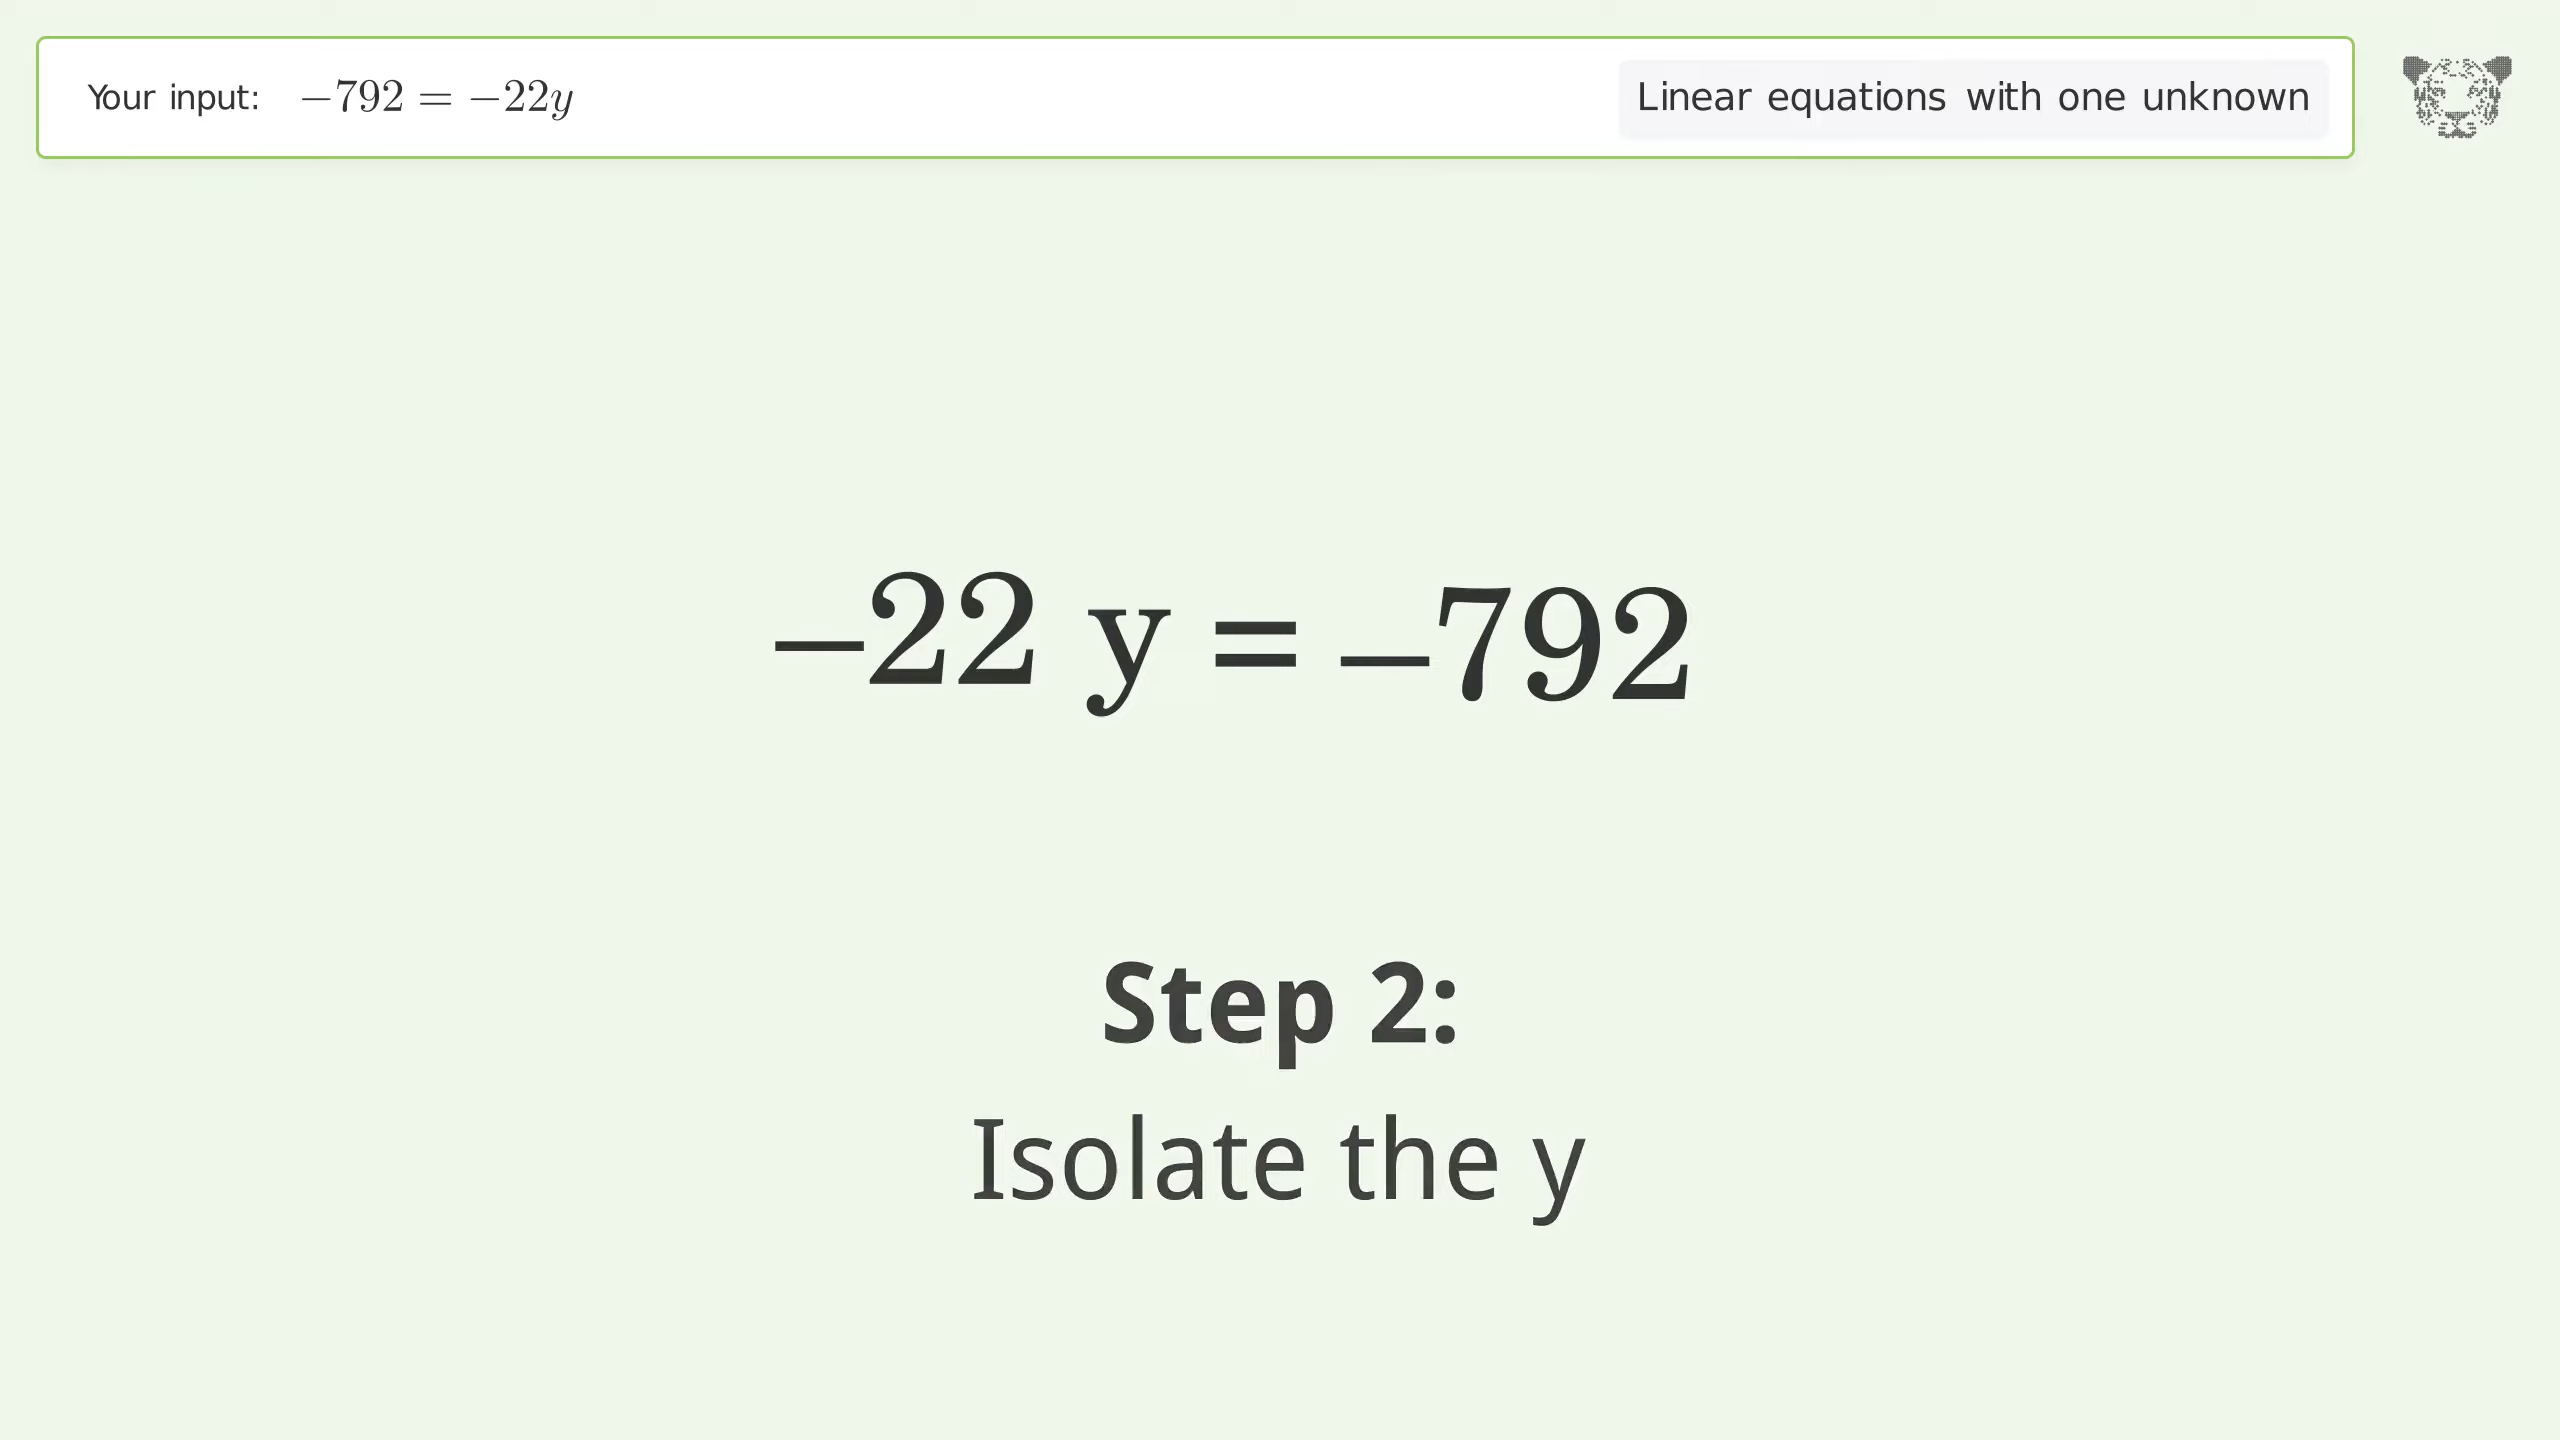 Your input: −792 = −22y
Linear equations with one unknown
−22 y = −792
Step 2:
Isolate the y